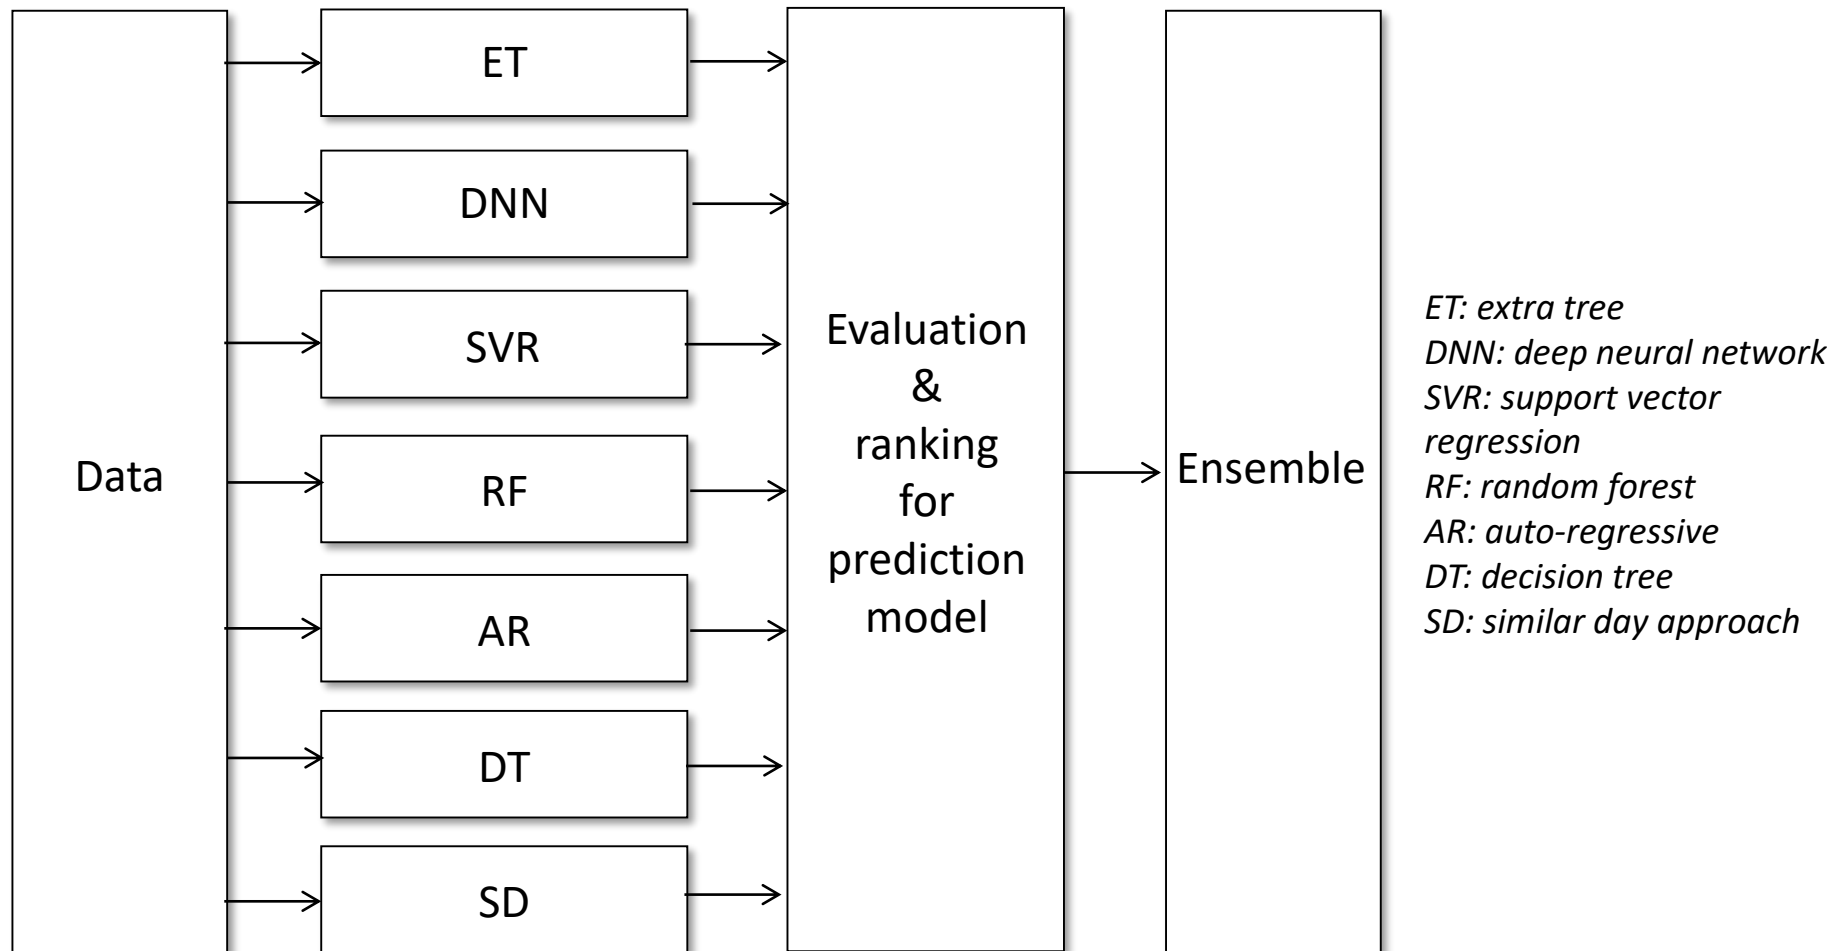 Data
ET
DNN
SVR
RF
AR
DT
SD
Evaluation
&
ranking
for
prediction
model
Ensemble
ET: extra tree
DNN: deep neural network
SVR: support vector
regression
RF: random forest
AR: auto-regressive
DT: decision tree
SD: similar day approach